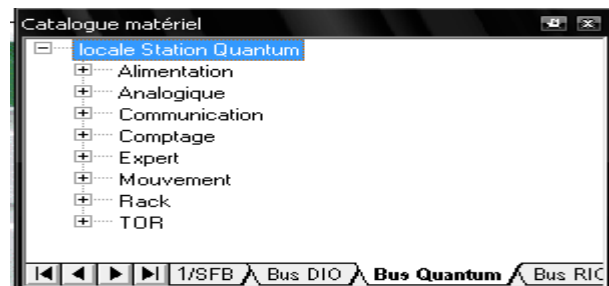 Catalogue matériel
locale Station Quantum
Alimentation
Analogique
Communication
Comptage
Expert
Mouvement
Rack
TOR
1/SFB Bus DIO Bus Quantum Bus RIO